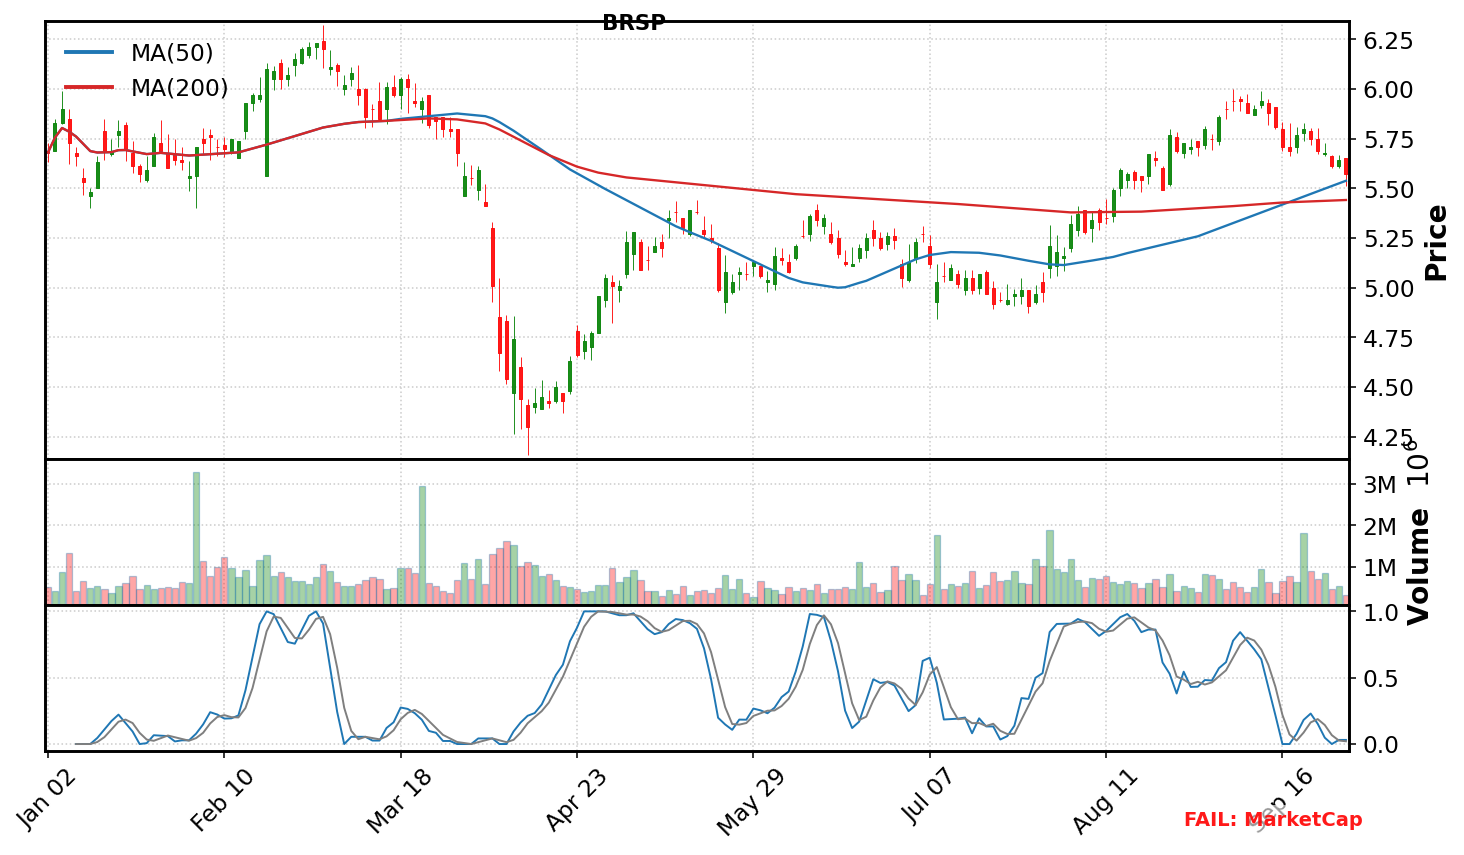 BRSP
MA(50)
MA(200)
6.25
6.00
5.75
5.50
5.25
5.00
4.75
4.50
4.25
Price
3M
2M
1M
Volume 10^6
1.0
0.5
0.0
Jan 02
Feb 10
Mar 18
Apr 23
May 29
Jul 07
Aug 11
Sep 16
FAIL: MarketCap